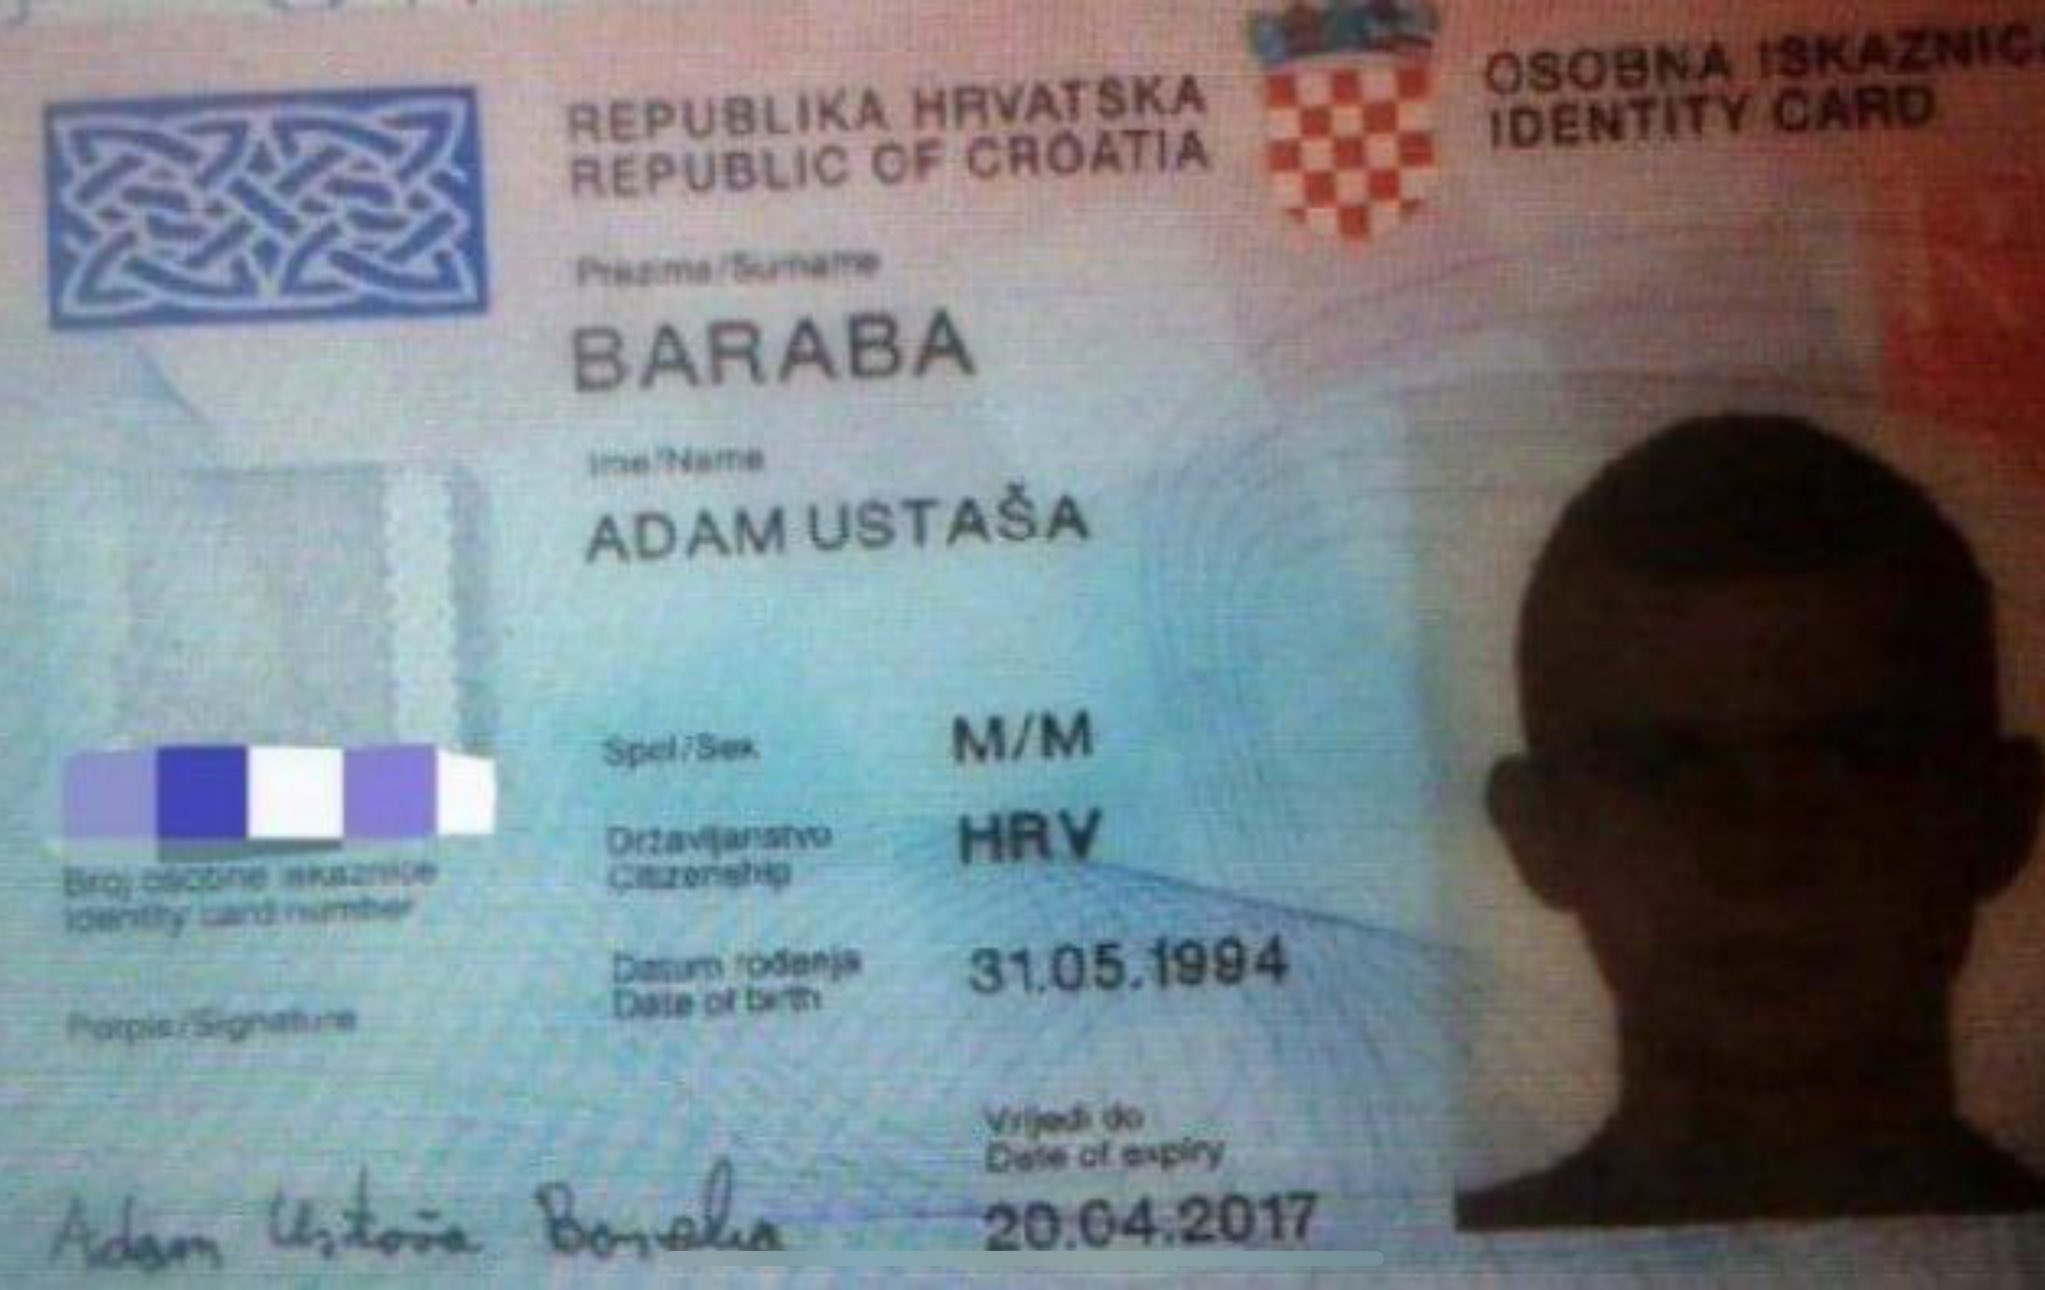 REPUBLIKA HRVATSKA
REPUBLIC OF CROATIA
OSOBNA ISKAZNIC
IDENTITY CARD
Prezime/Surname
BARABA
Ime/Name
ADAM USTAŠA
Spol/Sex
M/M
Državljanstvo
Citizenship
HRV
Broj osobne iskaznice
Identity card number
Datum rođenja
Date of birth
31.05.1994
Potpis/Signature
Vrijedi do
Date of expiry
20.04.2017
Adam Ustaša Baraba